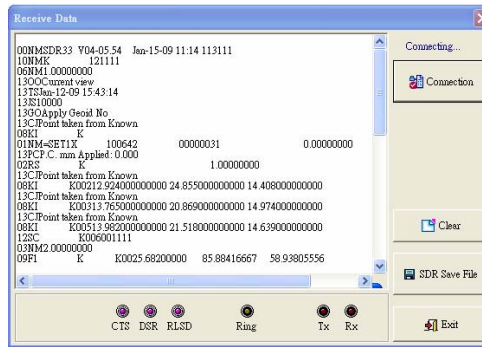 Receive Data
00NMSDR33 V04-05.54 Jan-15-09 11:14 113111
10NMK 121111
06NM1.00000000
13OOCurrent view
13TSJan-12-09 15:43:14
13JS10000
13GOApply Geoid No
13CJPoint taken from Known
08KI K
01NM=SET1X 100642 00000031 0.00000000
13PCP.C. mm Applied: 0.000
02RS K 1.00000000
13CJPoint taken from Known
08KI K00212.924000000000 24.855000000000 14.408000000000
13CJPoint taken from Known
08KI K00313.765000000000 20.869000000000 14.974000000000
13CJPoint taken from Known
08KI K00513.982000000000 21.518000000000 14.639000000000
12SC K006001111
03NM2.00000000
09F1 K K0025.68200000 85.88416667 58.93805556
Connecting...
Connection
Clear
SDR Save File
Exit
CTS DSR RLSD Ring Tx Rx